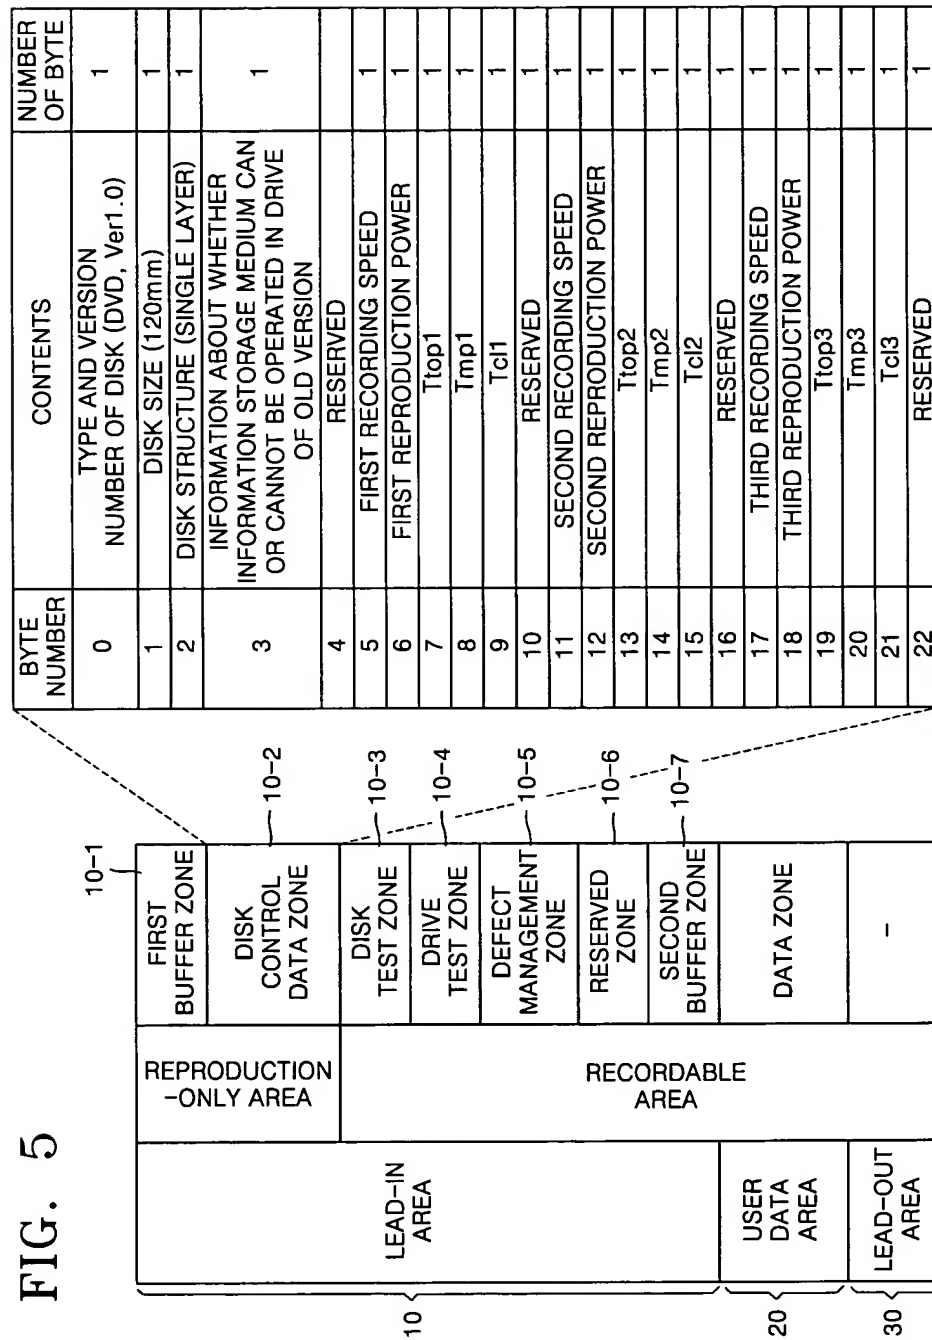 FIG. 5
10
LEAD-IN
AREA
20
USER
DATA
AREA
30
LEAD-OUT
AREA
REPRODUCTION
-ONLY AREA
RECORDABLE
AREA
FIRST
BUFFER ZONE
10-1
DISK
CONTROL
DATA ZONE
10-2
DISK
TEST ZONE
10-3
DRIVE
TEST ZONE
10-4
DEFECT
MANAGEMENT
ZONE
10-5
RESERVED
ZONE
10-6
SECOND
BUFFER ZONE
10-7
DATA ZONE
-
BYTE
NUMBER
CONTENTS
NUMBER
OF BYTE
0
TYPE AND VERSION
NUMBER OF DISK (DVD, Ver1.0)
1
1
DISK SIZE (120mm)
1
2
DISK STRUCTURE (SINGLE LAYER)
1
3
INFORMATION ABOUT WHETHER
INFORMATION STORAGE MEDIUM CAN
OR CANNOT BE OPERATED IN DRIVE
OF OLD VERSION
1
4
RESERVED
5
FIRST RECORDING SPEED
1
6
FIRST REPRODUCTION POWER
1
7
Ttop1
1
8
Tmp1
1
9
Tcl1
1
10
RESERVED
1
11
SECOND RECORDING SPEED
1
12
SECOND REPRODUCTION POWER
1
13
Ttop2
1
14
Tmp2
1
15
Tcl2
1
16
RESERVED
1
17
THIRD RECORDING SPEED
1
18
THIRD REPRODUCTION POWER
1
19
Ttop3
1
20
Tmp3
1
21
Tcl3
1
22
RESERVED
1